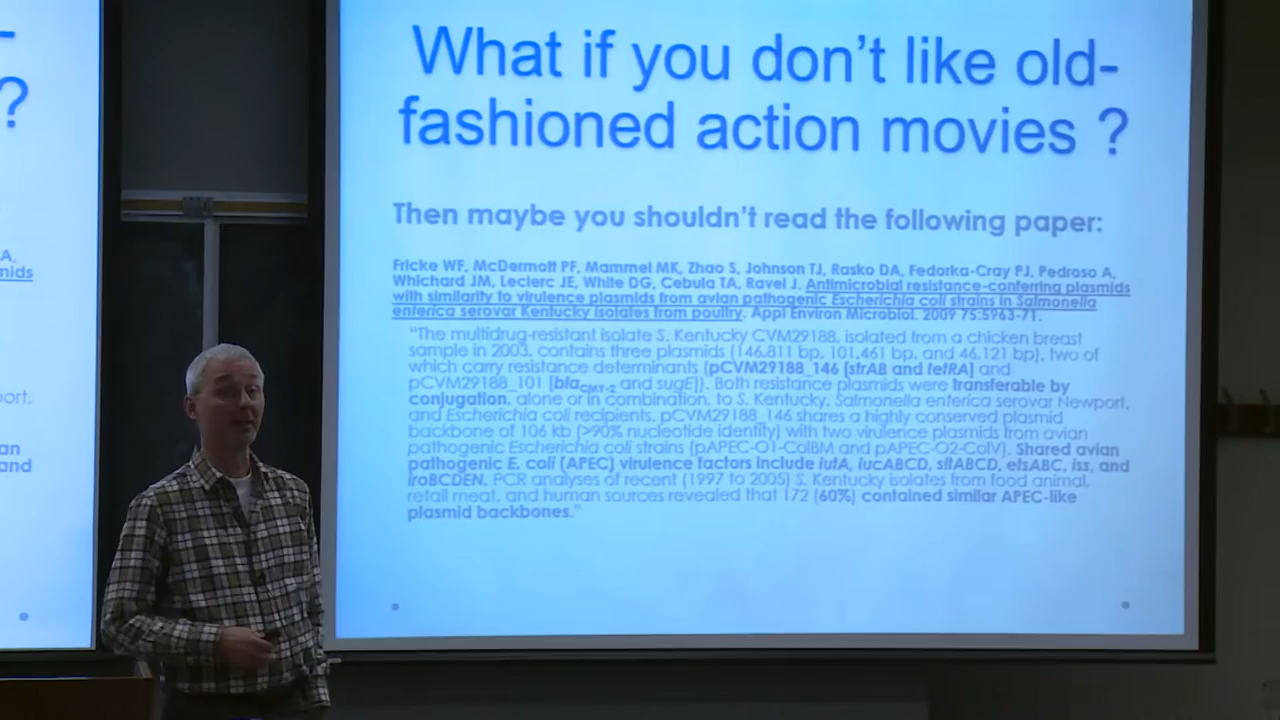 -
?
A,
mids
port,
an
and
What if you don't like old-
fashioned action movies ?
Then maybe you shouldn't read the following paper:
Fricke WF, McDermott PF, Mammel MK, Zhao S, Johnson TJ, Rasko DA, Fedorka-Cray PJ, Pedroso A,
Whichard JM, Leclerc JE, White DG, Cebula TA, Ravel J. Antimicrobial resistance-conferring plasmids
with similarity to virulence plasmids from avian pathogenic Escherichia coli strains in Salmonella
enterica serovar Kentucky isolates from poultry. Appl Environ Microbiol. 2009 75:5963-71.
"The multidrug-resistant isolate S. Kentucky CVM29188, isolated from a chicken breast
sample in 2003, contains three plasmids (146,811 bp, 101,461 bp, and 46,121 bp), two of
which carry resistance determinants (pCVM29188_146 [strAB and tetRA] and
pCVM29188_101 [blaCMY-2 and sugE]). Both resistance plasmids were transferable by
conjugation, alone or in combination, to S. Kentucky, Salmonella enterica serovar Newport,
and Escherichia coli recipients. pCVM29188_146 shares a highly conserved plasmid
backbone of 106 kb (>90% nucleotide identity) with two virulence plasmids from avian
pathogenic Escherichia coli strains (pAPEC-O1-ColBM and pAPEC-O2-ColV). Shared avian
pathogenic E. coli (APEC) virulence factors include iutA, iucABCD, sitABCD, etsABC, iss, and
iroBCDEN. PCR analyses of recent (1997 to 2005) S. Kentucky isolates from food animal,
retail meat, and human sources revealed that 172 (60%) contained similar APEC-like
plasmid backbones."